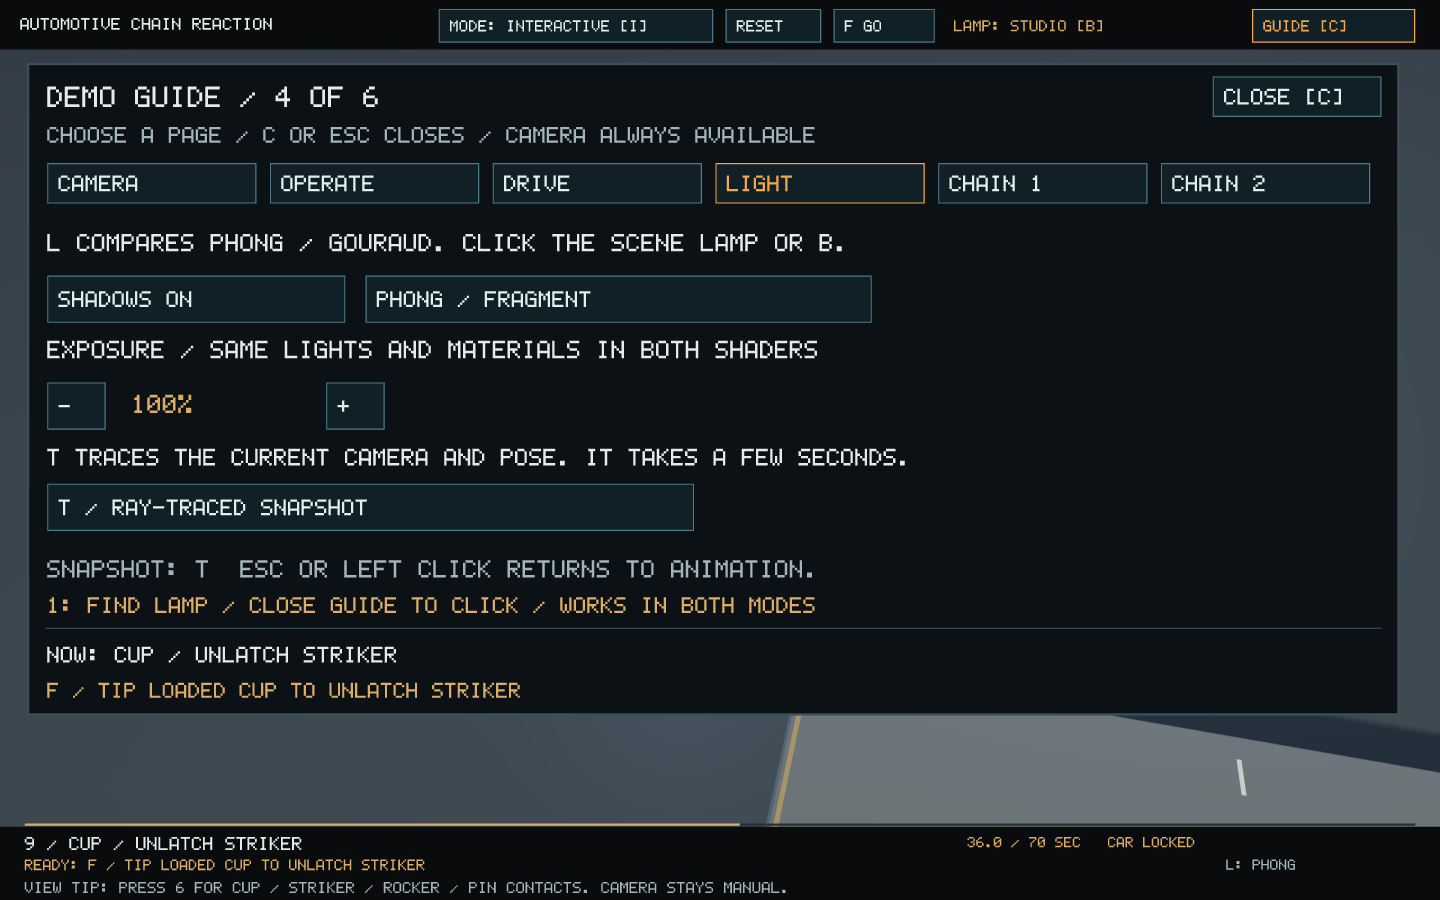 AUTOMOTIVE CHAIN REACTION
MODE: INTERACTIVE [I]
RESET
F GO
LAMP: STUDIO [B]
GUIDE [C]
DEMO GUIDE / 4 OF 6
CLOSE [C]
CHOOSE A PAGE / C OR ESC CLOSES / CAMERA ALWAYS AVAILABLE
CAMERA
OPERATE
DRIVE
LIGHT
CHAIN 1
CHAIN 2
L COMPARES PHONG / GOURAUD. CLICK THE SCENE LAMP OR B.
SHADOWS ON
PHONG / FRAGMENT
EXPOSURE / SAME LIGHTS AND MATERIALS IN BOTH SHADERS
-
100%
+
T TRACES THE CURRENT CAMERA AND POSE. IT TAKES A FEW SECONDS.
T / RAY-TRACED SNAPSHOT
SNAPSHOT: T  ESC OR LEFT CLICK RETURNS TO ANIMATION.
1: FIND LAMP / CLOSE GUIDE TO CLICK / WORKS IN BOTH MODES
NOW: CUP / UNLATCH STRIKER
F / TIP LOADED CUP TO UNLATCH STRIKER
9 / CUP / UNLATCH STRIKER
36.0 / 70 SEC
CAR LOCKED
READY: F / TIP LOADED CUP TO UNLATCH STRIKER
L: PHONG
VIEW TIP: PRESS 6 FOR CUP / STRIKER / ROCKER / PIN CONTACTS. CAMERA STAYS MANUAL.